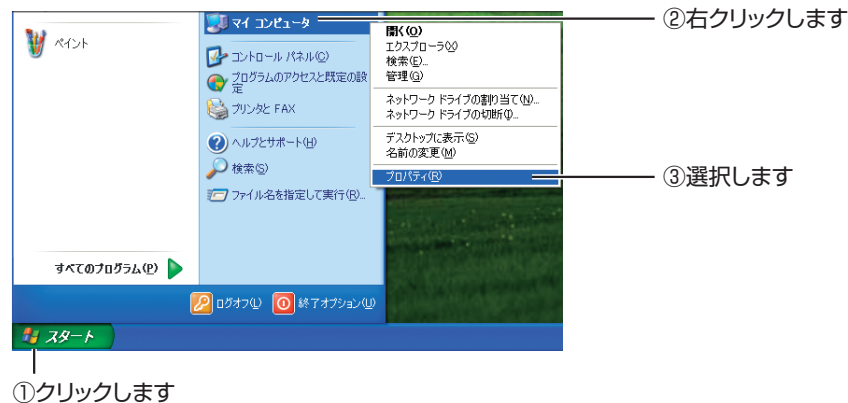 マイ コンピュータ
ペイント
コントロール パネル(C)
プログラムのアクセスと既定の設
定
プリンタと FAX
ヘルプとサポート(H)
検索(S)
ファイル名を指定して実行(R)...
すべてのプログラム(P)
ログオフ(L)
終了オプション(U)
スタート
開く(O)
エクスプローラ(X)
検索(E)...
管理(G)
ネットワーク ドライブの割り当て(N)...
ネットワーク ドライブの切断(I)...
デスクトップに表示(S)
名前の変更(M)
プロパティ(R)
②右クリックします
③選択します
①クリックします